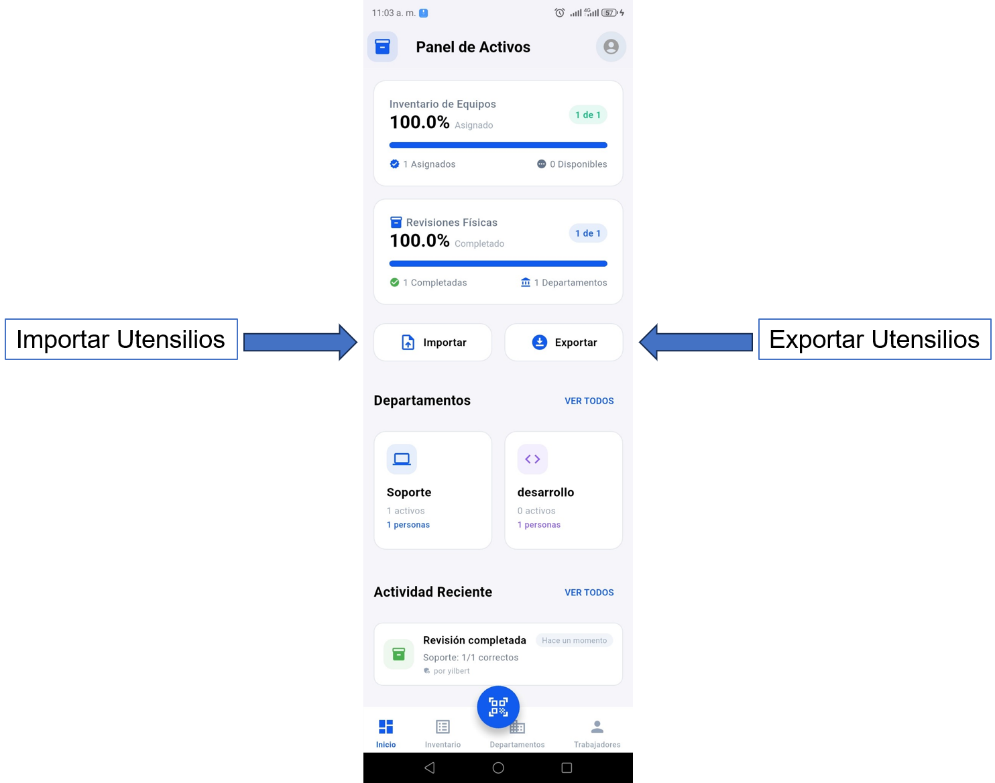 11:03 a. m.
4G 57
Panel de Activos
Inventario de Equipos
100.0% Asignado
1 de 1
1 Asignados
0 Disponibles
Revisiones Físicas
100.0% Completado
1 de 1
1 Completadas
1 Departamentos
Importar Utensilios
Importar
Exportar
Exportar Utensilios
Departamentos
VER TODOS
Soporte
1 activos
1 personas
desarrollo
0 activos
1 personas
Actividad Reciente
VER TODOS
Revisión completada
Hace un momento
Soporte: 1/1 correctos
por yilbert
Inicio
Inventario
Departamentos
Trabajadores